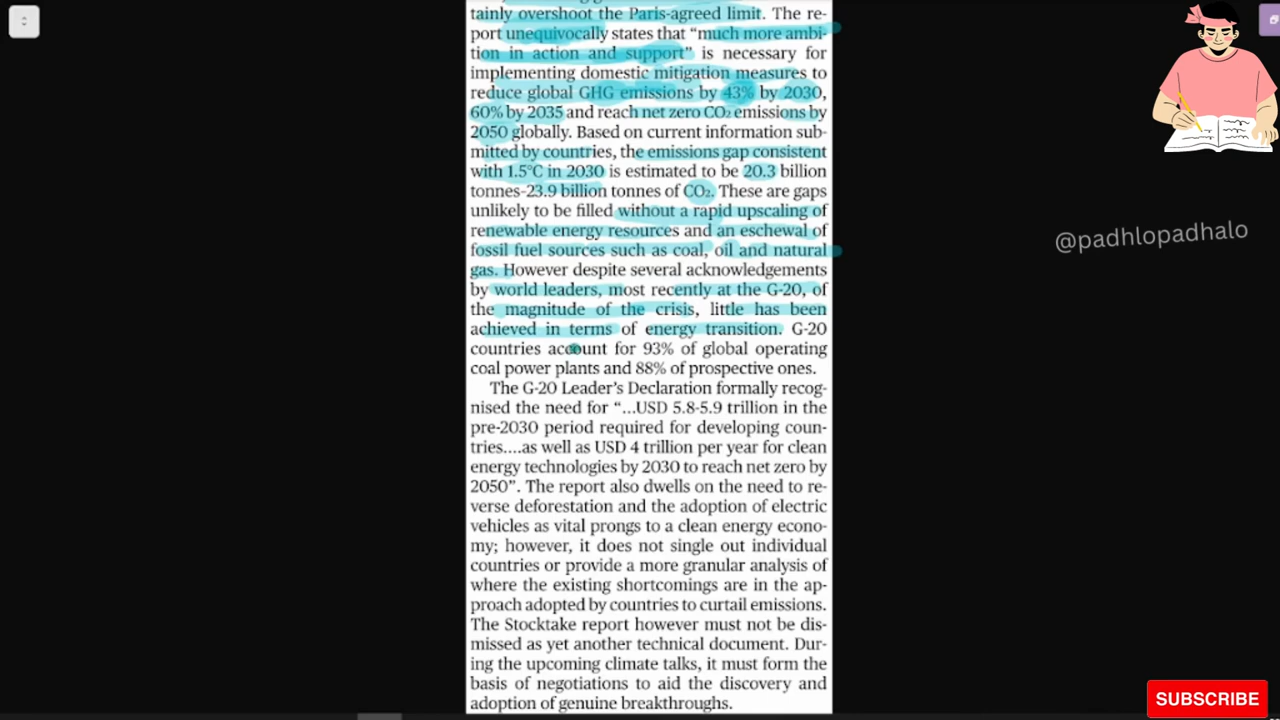 tainly overshoot the Paris-agreed limit. The re-
port unequivocally states that “much more ambi-
tion in action and support” is necessary for
implementing domestic mitigation measures to
reduce global GHG emissions by 43% by 2030,
60% by 2035 and reach net zero CO₂ emissions by
2050 globally. Based on current information sub-
mitted by countries, the emissions gap consistent
with 1.5°C in 2030 is estimated to be 20.3 billion
tonnes-23.9 billion tonnes of CO₂. These are gaps
unlikely to be filled without a rapid upscaling of
renewable energy resources and an eschewal of
fossil fuel sources such as coal, oil and natural
gas. However despite several acknowledgements
by world leaders, most recently at the G-20, of
the magnitude of the crisis, little has been
achieved in terms of energy transition. G-20
countries account for 93% of global operating
coal power plants and 88% of prospective ones.
The G-20 Leader’s Declaration formally recog-
nised the need for “...USD 5.8-5.9 trillion in the
pre-2030 period required for developing coun-
tries....as well as USD 4 trillion per year for clean
energy technologies by 2030 to reach net zero by
2050”. The report also dwells on the need to re-
verse deforestation and the adoption of electric
vehicles as vital prongs to a clean energy econo-
my; however, it does not single out individual
countries or provide a more granular analysis of
where the existing shortcomings are in the ap-
proach adopted by countries to curtail emissions.
The Stocktake report however must not be dis-
missed as yet another technical document. Dur-
ing the upcoming climate talks, it must form the
basis of negotiations to aid the discovery and
adoption of genuine breakthroughs.
@padhlopadhalo
SUBSCRIBE